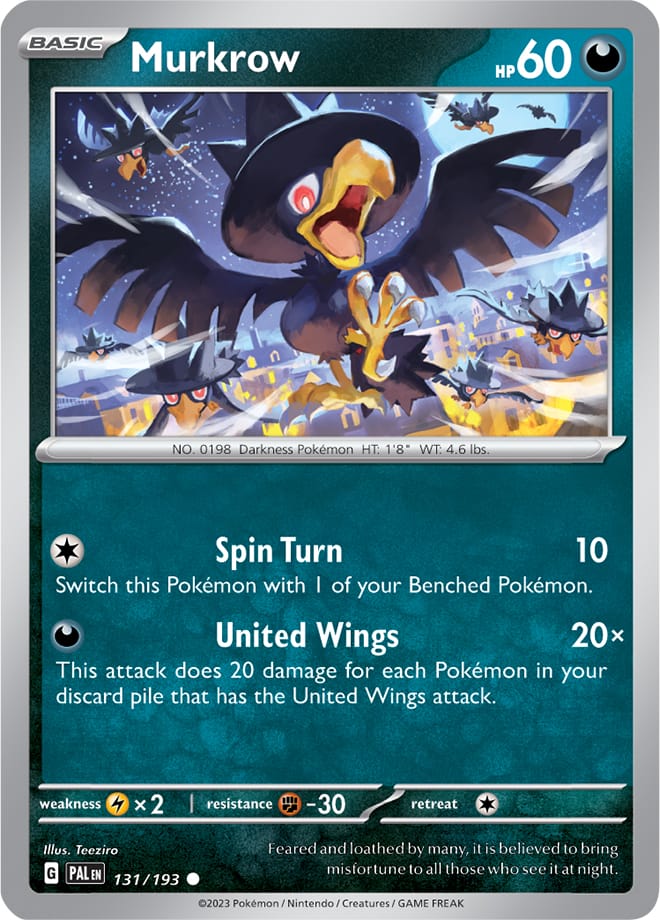 BASIC
Murkrow
HP 60
NO. 0198 Darkness Pokémon HT: 1'8" WT: 4.6 lbs.
Spin Turn 10
Switch this Pokémon with 1 of your Benched Pokémon.
United Wings 20×
This attack does 20 damage for each Pokémon in your
discard pile that has the United Wings attack.
weakness ×2 resistance -30 retreat
Illus. Teeziro
Feared and loathed by many, it is believed to bring
misfortune to all those who see it at night.
G PAL EN 131/193
©2023 Pokémon / Nintendo / Creatures / GAME FREAK